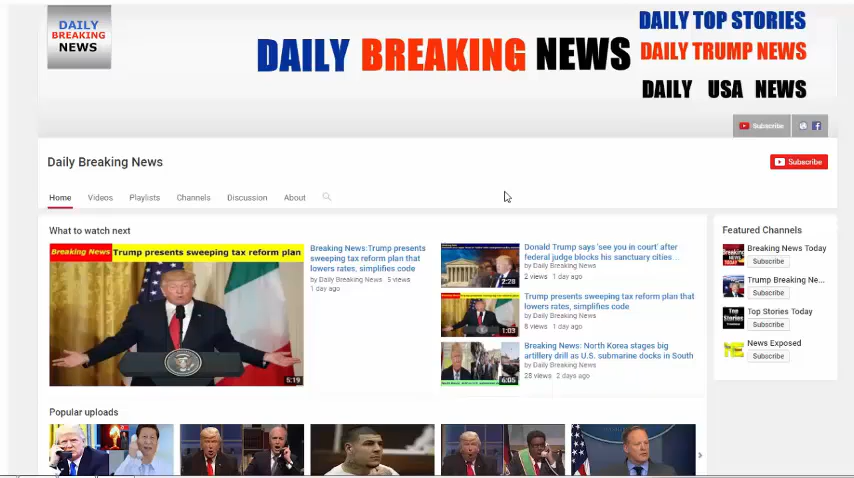 DAILY
BREAKING
NEWS
DAILY BREAKING NEWS
DAILY TOP STORIES
DAILY TRUMP NEWS
DAILY USA NEWS
Subscribe
Daily Breaking News
Subscribe
Home Videos Playlists Channels Discussion About
What to watch next
Breaking News Trump presents sweeping tax reform plan
5:19
Breaking News:Trump presents
sweeping tax reform plan that
lowers rates, simplifies code
by Daily Breaking News 5 views
1 day ago
2:28
Donald Trump says 'see you in court' after
federal judge blocks his sanctuary cities...
by Daily Breaking News
2 views 1 day ago
1:03
Trump presents sweeping tax reform plan that
lowers rates, simplifies code
by Daily Breaking News
6 views 1 day ago
6:05
Breaking News: North Korea stages big
artillery drill as U.S. submarine docks in South
by Daily Breaking News
28 views 2 days ago
Featured Channels
Breaking News Today
Subscribe
Trump Breaking Ne...
Subscribe
Top Stories Today
Subscribe
News Exposed
Subscribe
Popular uploads